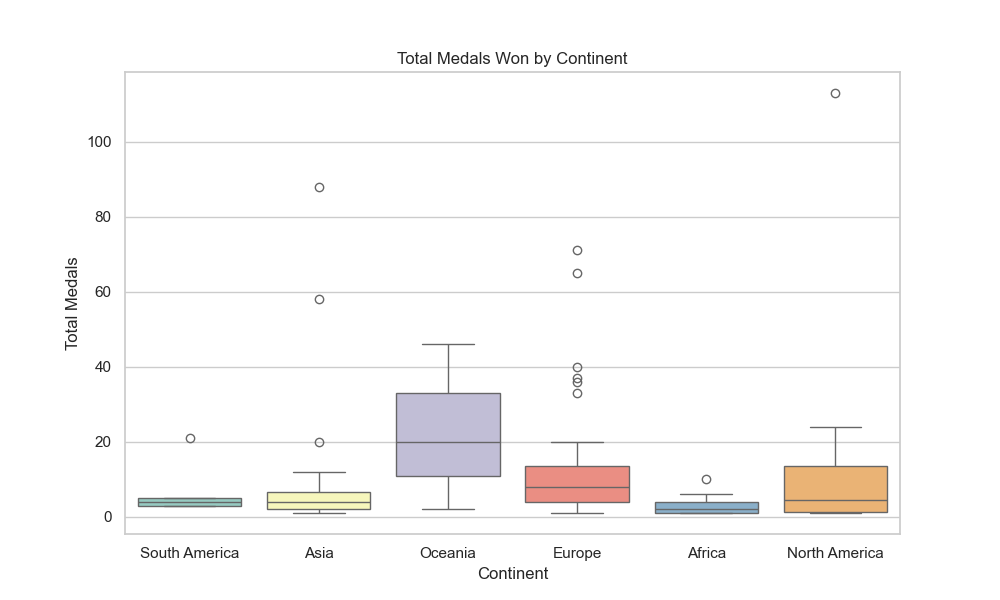 Total Medals Won by Continent
Total Medals
100
80
60
40
20
0
South America Asia Oceania Europe Africa North America
Continent